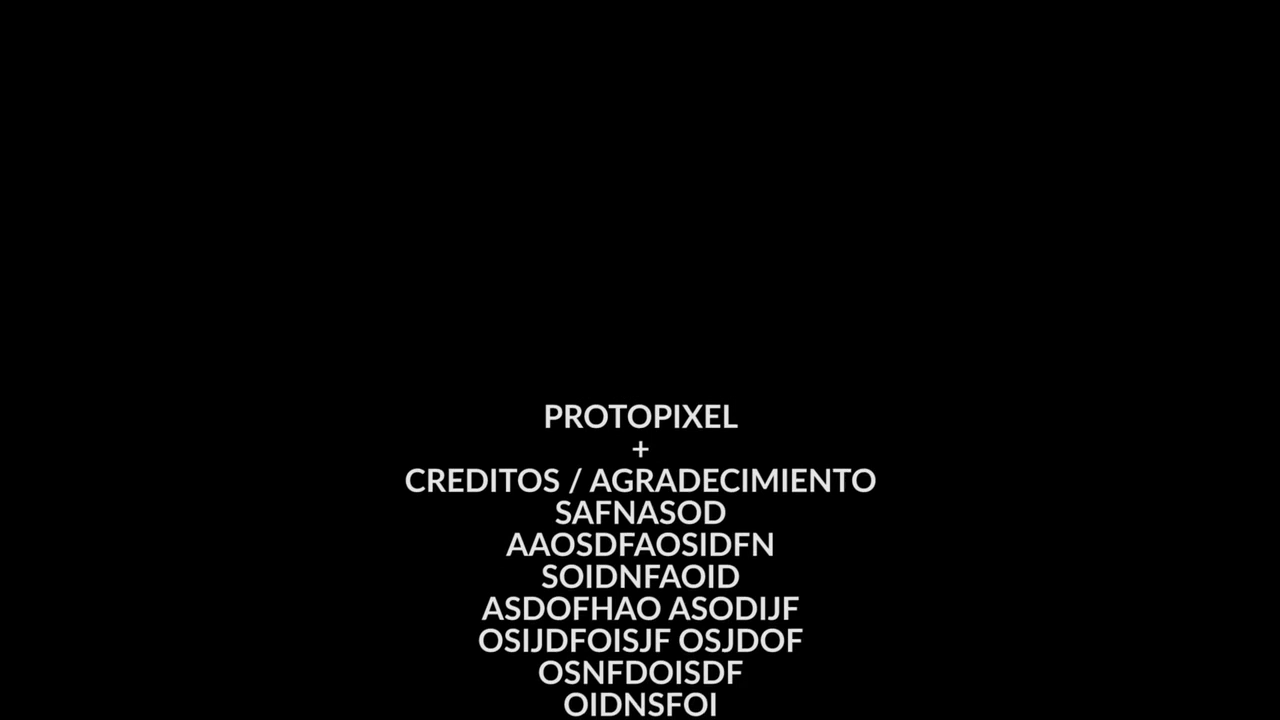 PROTOPIXEL
+
CREDITOS / AGRADECIMIENTO
SAFNASOD
AAOSDFAOSIDFN
SOIDNFAOID
ASDOFHAO ASODIJF
OSIJDFOISJF OSJDOF
OSNFDOISDF
OIDNSFOI